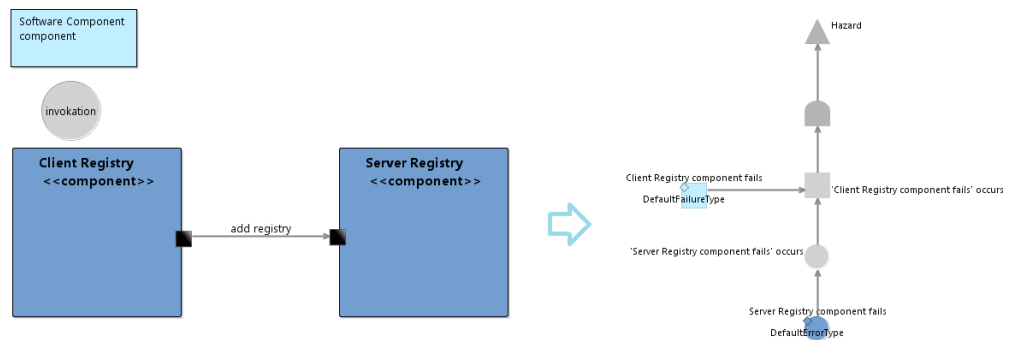 Software Component
component
invokation
Client Registry
<<component>>
add registry
Server Registry
<<component>>
Hazard
Client Registry component fails
DefaultFailureType
'Client Registry component fails' occurs
'Server Registry component fails' occurs
Server Registry component fails
DefaultErrorType